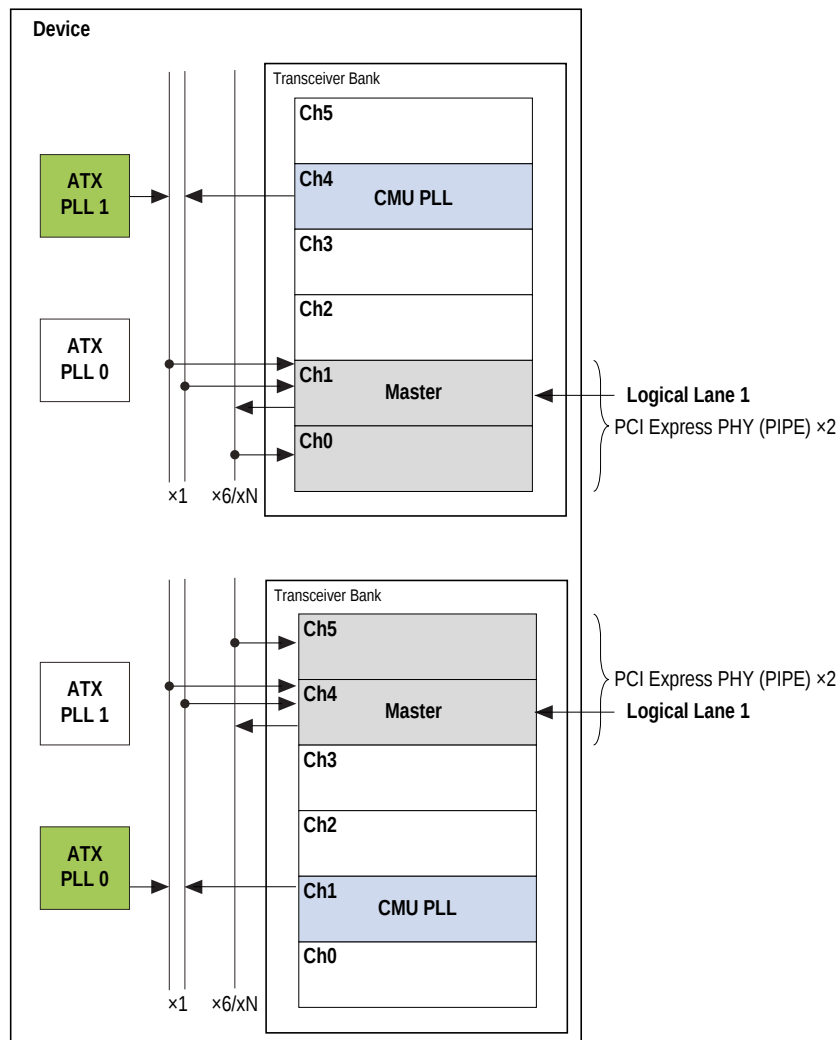 Device
Transceiver Bank
Ch5
ATX
PLL 1
Ch4
CMU PLL
Ch3
ATX
PLL 0
Ch2
Ch1
Master
Logical Lane 1
PCI Express PHY (PIPE) ×2
Ch0
×1
×6/xN
Transceiver Bank
Ch5
PCI Express PHY (PIPE) ×2
ATX
PLL 1
Ch4
Master
Logical Lane 1
Ch3
Ch2
ATX
PLL 0
Ch1
CMU PLL
Ch0
×1
×6/xN